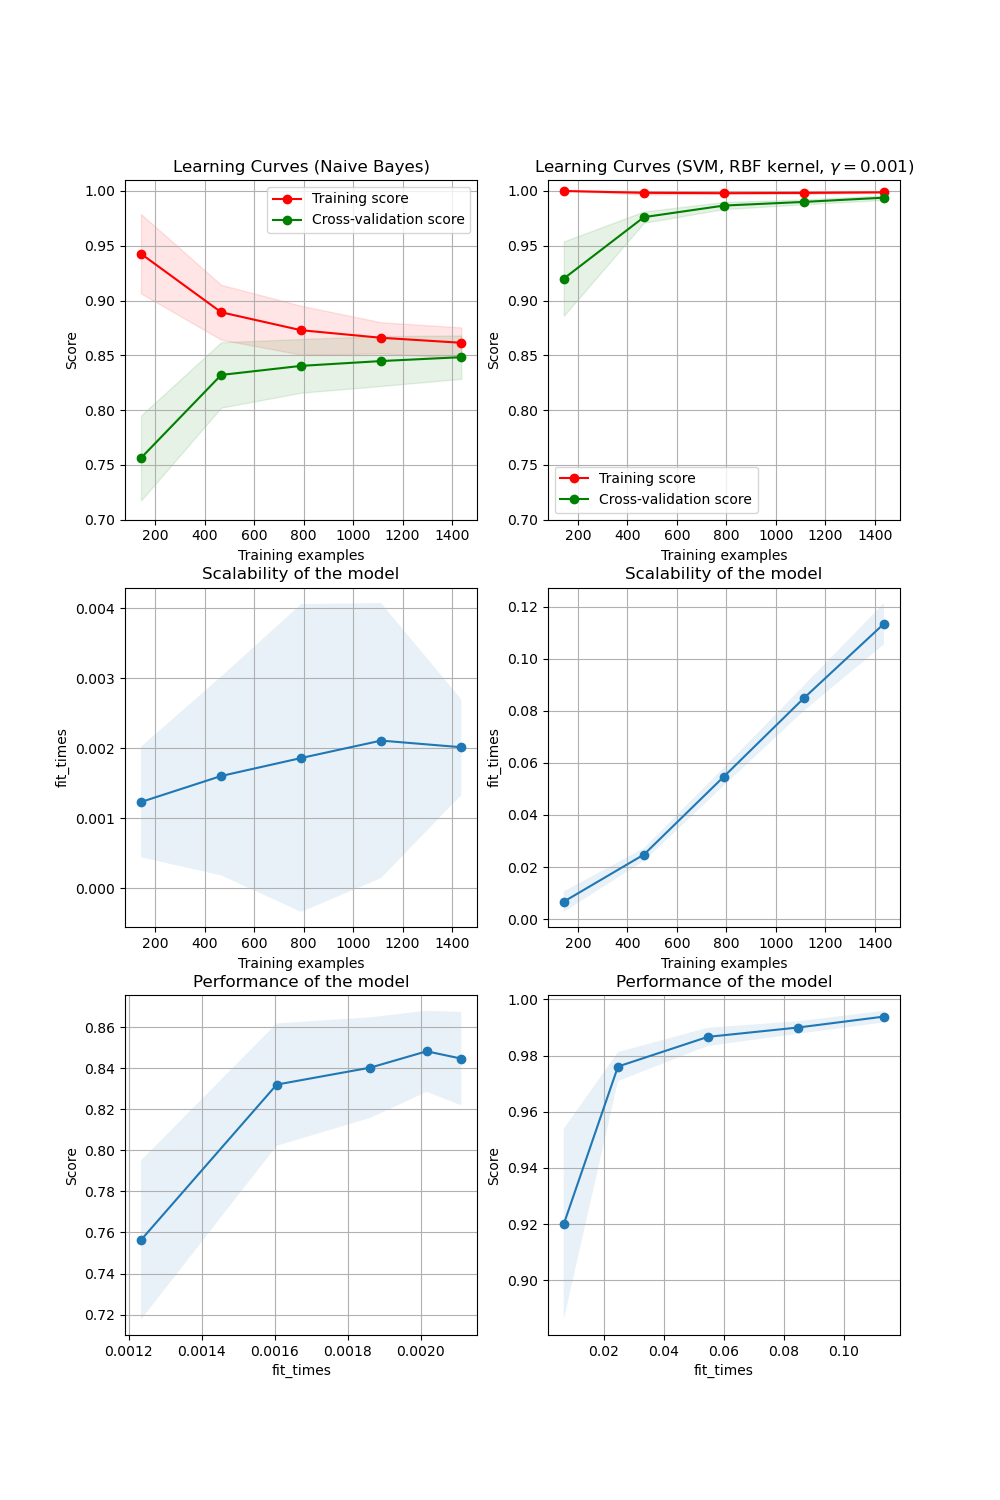 Learning Curves (Naive Bayes)
1.00
0.95
0.90
0.85
0.80
0.75
0.70
Score
Training score
Cross-validation score
200 400 600 800 1000 1200 1400
Training examples
Learning Curves (SVM, RBF kernel, γ = 0.001)
1.00
0.95
0.90
0.85
0.80
0.75
0.70
Score
Training score
Cross-validation score
200 400 600 800 1000 1200 1400
Training examples
Scalability of the model
0.004
0.003
0.002
0.001
0.000
fit_times
200 400 600 800 1000 1200 1400
Training examples
Scalability of the model
0.12
0.10
0.08
0.06
0.04
0.02
0.00
fit_times
200 400 600 800 1000 1200 1400
Training examples
Performance of the model
0.86
0.84
0.82
0.80
0.78
0.76
0.74
0.72
Score
0.0012 0.0014 0.0016 0.0018 0.0020
fit_times
Performance of the model
1.00
0.98
0.96
0.94
0.92
0.90
Score
0.02 0.04 0.06 0.08 0.10
fit_times